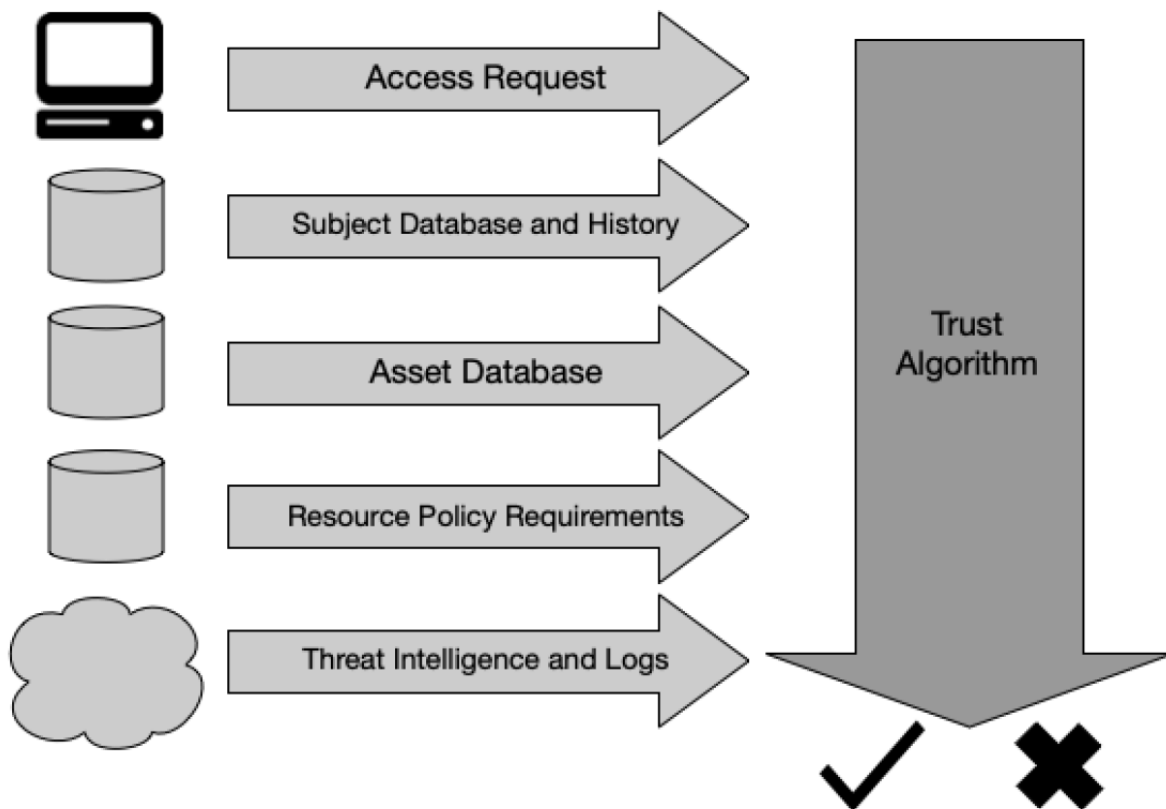 Access Request
Subject Database and History
Asset Database
Resource Policy Requirements
Threat Intelligence and Logs
Trust
Algorithm